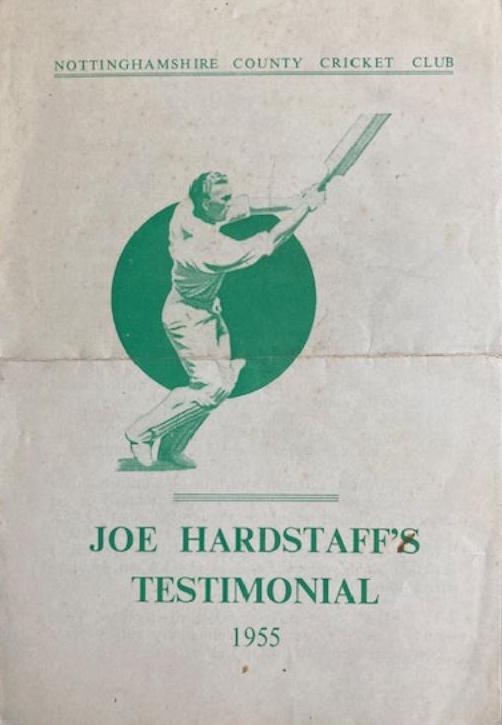 NOTTINGHAMSHIRE COUNTY CRICKET CLUB
JOE HARDSTAFF'S
TESTIMONIAL
1955